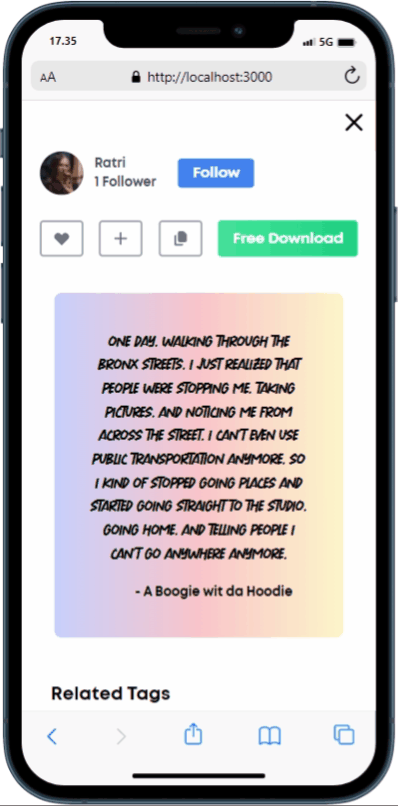 17.35
5G
AA
http://localhost:3000
Ratri
1 Follower
Follow
Free Download
ONE DAY, WALKING THROUGH THE
BRONX STREETS, I JUST REALIZED THAT
PEOPLE WERE STOPPING ME, TAKING
PICTURES, AND NOTICING ME FROM
ACROSS THE STREET. I CAN'T EVEN USE
PUBLIC TRANSPORTATION ANYMORE, SO
I KIND OF STOPPED GOING PLACES AND
STARTED GOING STRAIGHT TO THE STUDIO,
GOING HOME, AND TELLING PEOPLE I
CAN'T GO ANYWHERE ANYMORE.
- A Boogie wit da Hoodie
Related Tags